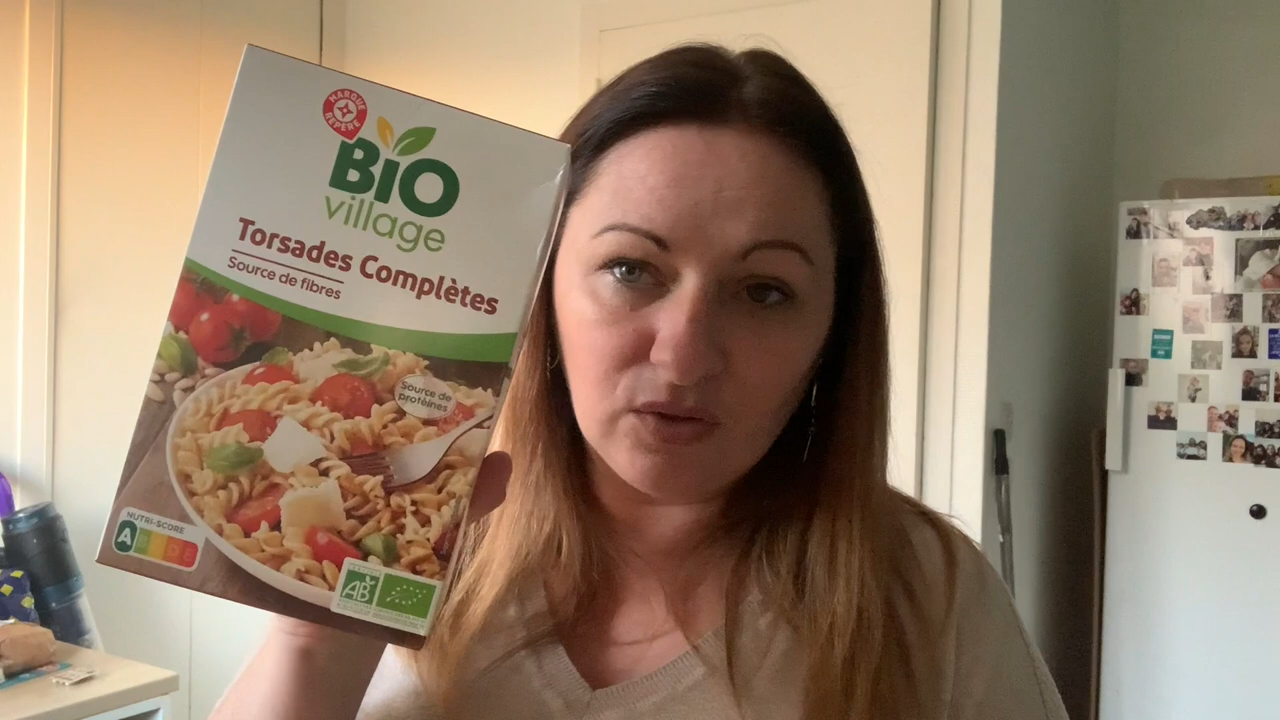 MARQUE
REPÈRE
BIO
village
Torsades Complètes
Source de fibres
Source de
protéines
NUTRI-SCORE
A B C D E
AB